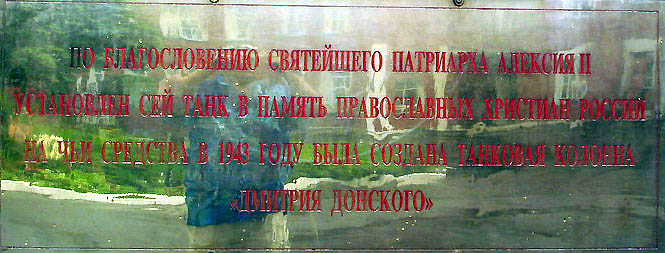 ПО БЛАГОСЛОВЕНИЮ СВЯТЕЙШЕГО ПАТРИАРХА АЛЕКСИЯ II
УСТАНОВЛЕН СЕЙ ТАНК В ПАМЯТЬ ПРАВОСЛАВНЫХ ХРИСТИАН РОССИИ
НА ЧЬИ СРЕДСТВА В 1943 ГОДУ БЫЛА СОЗДАНА ТАНКОВАЯ КОЛОННА
«ДМИТРИЯ ДОНСКОГО»